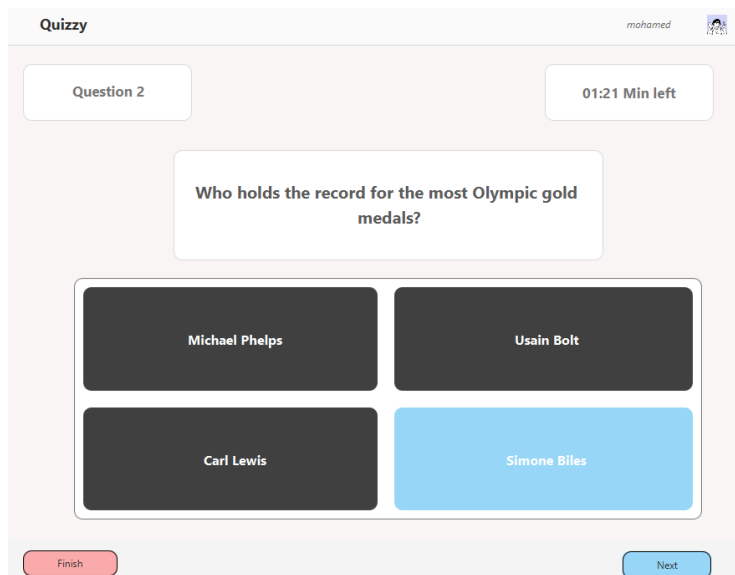 Quizzy
mohamed
Question 2
01:21 Min left
Who holds the record for the most Olympic gold
medals?
Michael Phelps
Usain Bolt
Carl Lewis
Simone Biles
Finish
Next